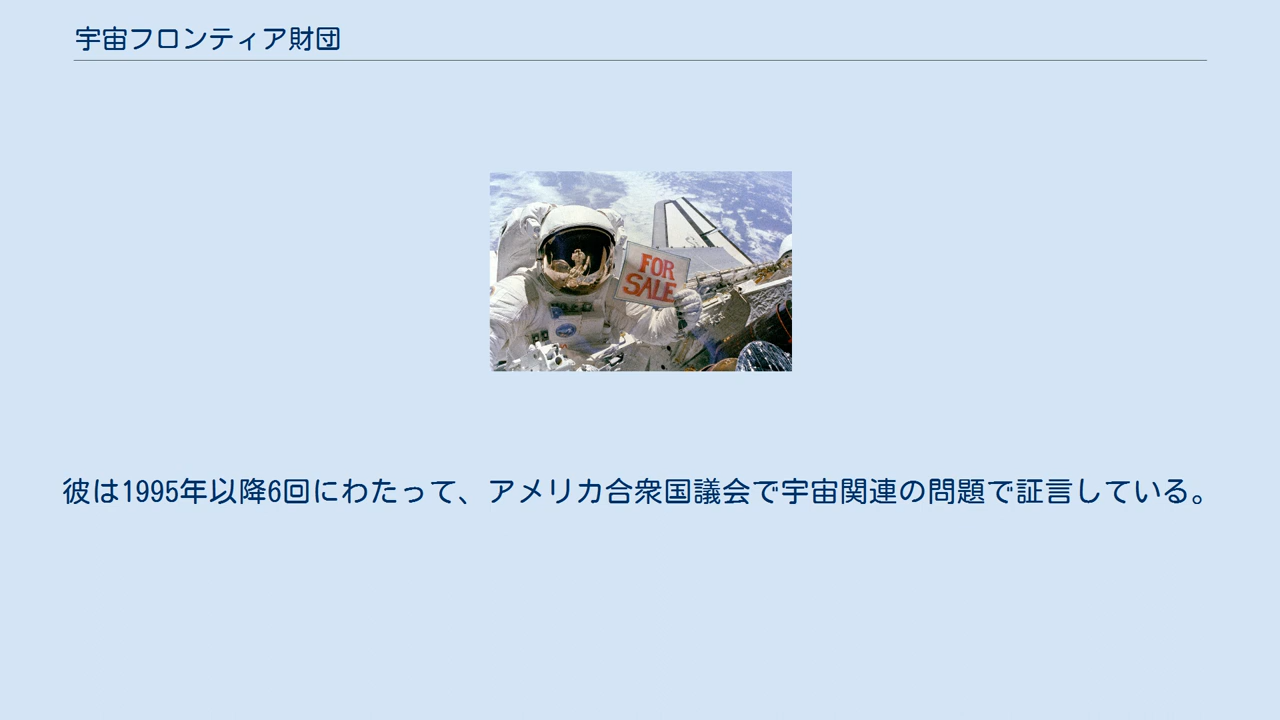 宇宙フロンティア財団
FOR
SALE
彼は1995年以降6回にわたって、アメリカ合衆国議会で宇宙関連の問題で証言している。